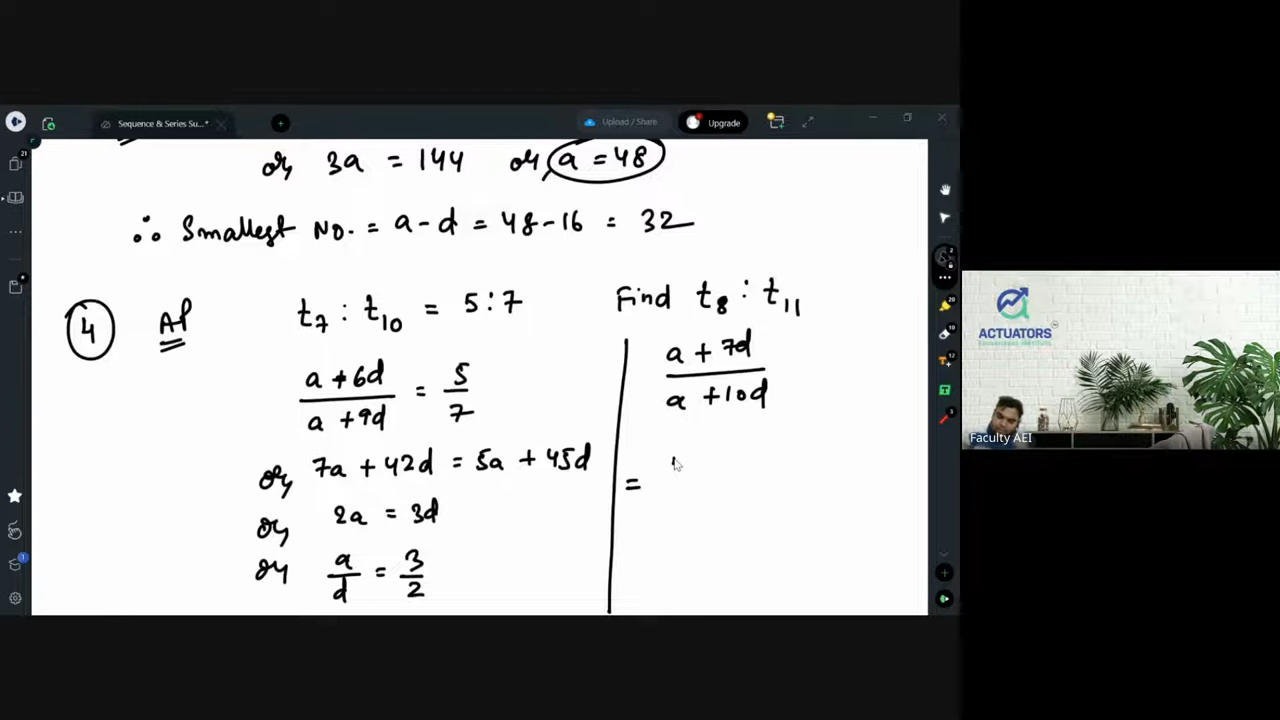 Sequence & Series Su...*
Upload / Share
Upgrade
or 3a = 144 or a = 48
∴ Smallest No. = a - d = 48 - 16 = 32
4 AP t₇ : t₁₀ = 5 : 7 Find t₈ : t₁₁
(a + 6d)/(a + 9d) = 5/7
(a + 7d)/(a + 10d)
or 7a + 42d = 5a + 45d
=
or 2a = 3d
or a/d = 3/2
ACTUATORS
Faculty AEI